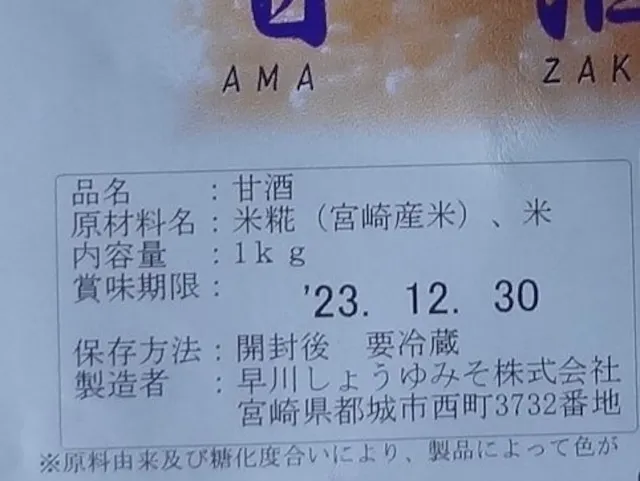 甘 酒
AMA ZAK
品名 : 甘酒
原材料名 : 米糀 (宮崎産米) 、米
内容量 : 1kg
賞味期限 : '23. 12. 30
保存方法 : 開封後 要冷蔵
製造者 : 早川しょうゆみそ株式会社
宮崎県都城市西町3732番地
※原料由来及び糖化度合いにより、製品によって色が